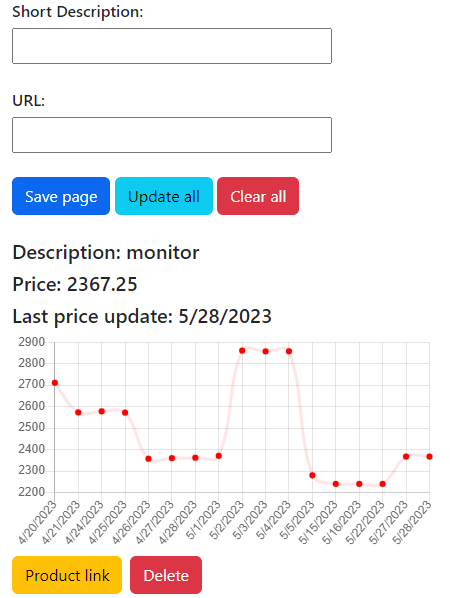 Short Description:
URL:
Save page Update all Clear all
Description: monitor
Price: 2367.25
Last price update: 5/28/2023
2900
2800
2700
2600
2500
2400
2300
2200
4/20/2023 4/21/2023 4/24/2023 4/25/2023 4/26/2023 4/27/2023 4/28/2023 5/1/2023 5/2/2023 5/3/2023 5/4/2023 5/5/2023 5/15/2023 5/16/2023 5/22/2023 5/27/2023 5/28/2023
Product link Delete